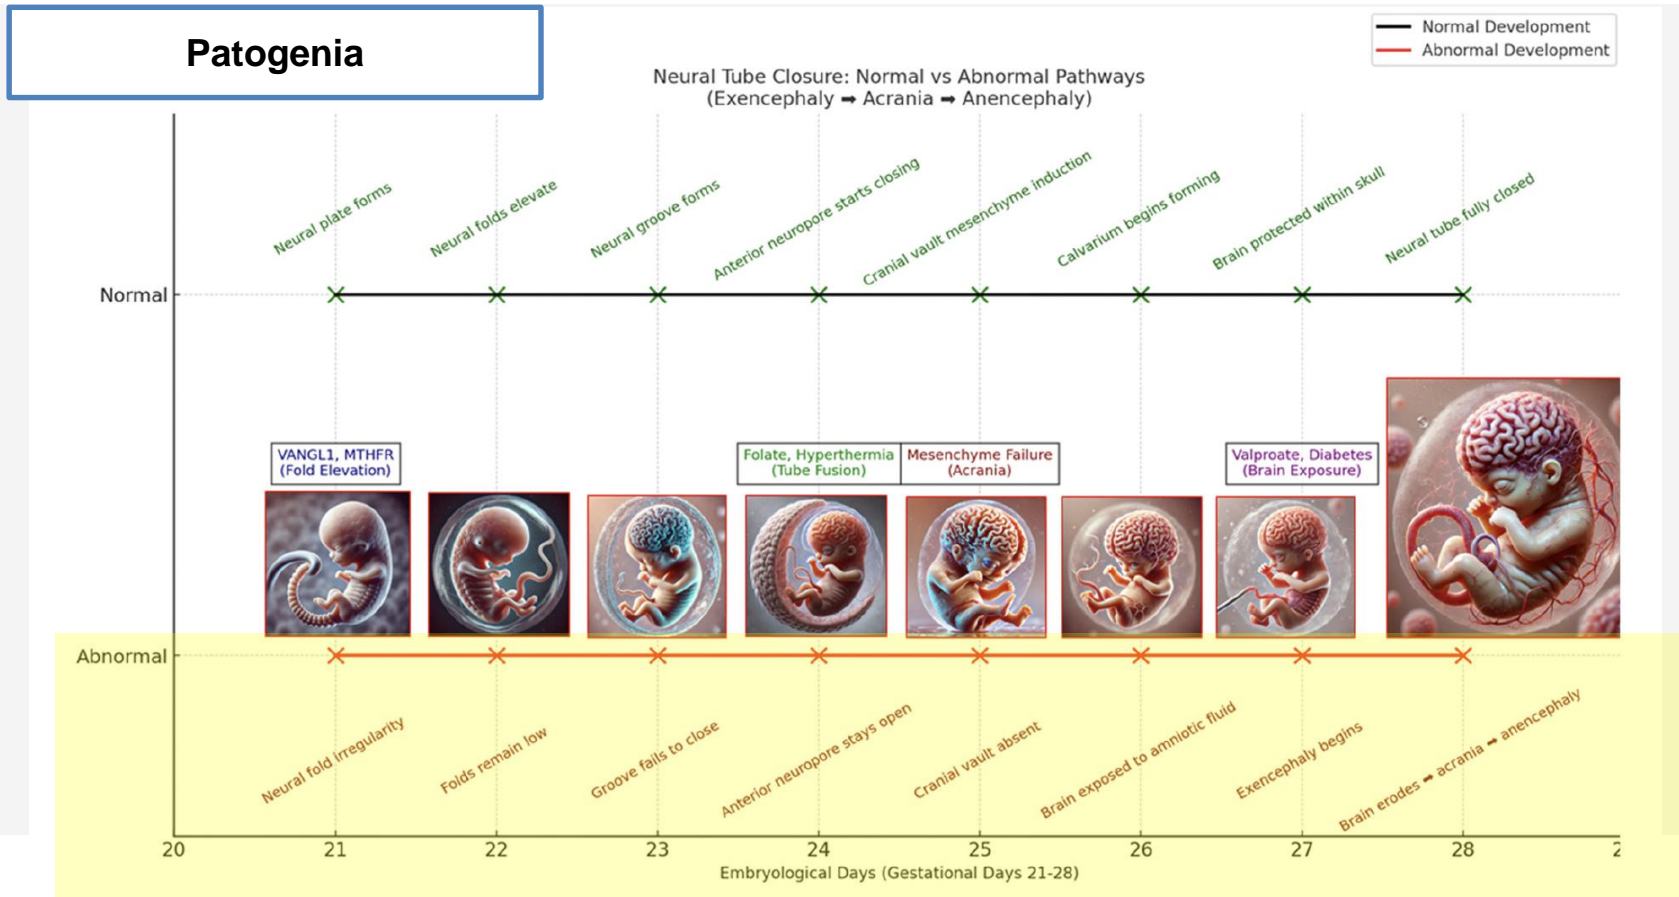 Patogenia
Normal Development
Abnormal Development
Neural Tube Closure: Normal vs Abnormal Pathways
(Exencephaly ➡ Acrania ➡ Anencephaly)
Neural plate forms
Neural folds elevate
Neural groove forms
Anterior neuropore starts closing
Cranial vault mesenchyme induction
Calvarium begins forming
Brain protected within skull
Neural tube fully closed
Normal
VANGL1, MTHFR
(Fold Elevation)
Folate, Hyperthermia
(Tube Fusion)
Mesenchyme Failure
(Acrania)
Valproate, Diabetes
(Brain Exposure)
Abnormal
Neural fold irregularity
Folds remain low
Groove fails to close
Anterior neuropore stays open
Cranial vault absent
Brain exposed to amniotic fluid
Exencephaly begins
Brain erodes ➡ acrania ➡ anencephaly
20 21 22 23 24 25 26 27 28 2
Embryological Days (Gestational Days 21-28)